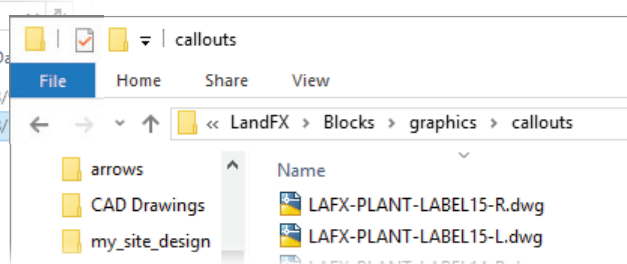 callouts
File Home Share View
« LandFX > Blocks > graphics > callouts
arrows
Name
CAD Drawings
LAFX-PLANT-LABEL15-R.dwg
my_site_design
LAFX-PLANT-LABEL15-L.dwg